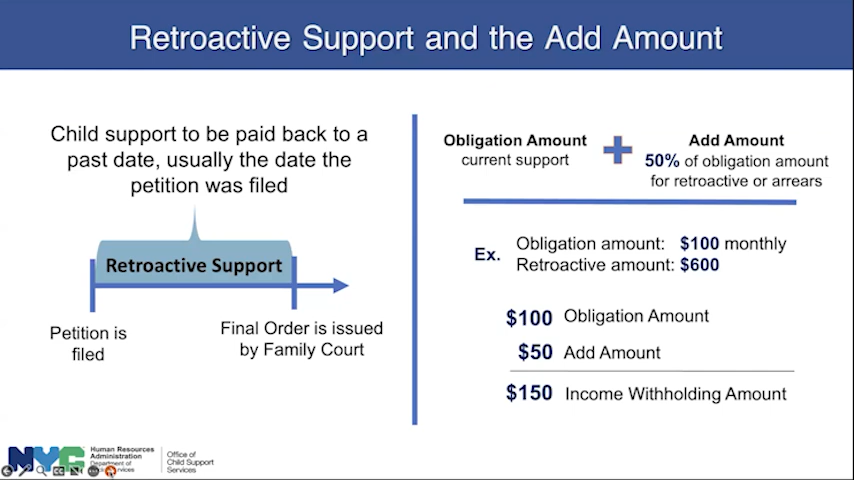 Retroactive Support and the Add Amount
Child support to be paid back to a
past date, usually the date the
petition was filed
Retroactive Support
Petition is
filed
Final Order is issued
by Family Court
Obligation Amount
current support
+
Add Amount
50% of obligation amount
for retroactive or arrears
Ex.
Obligation amount: $100 monthly
Retroactive amount: $600
$100 Obligation Amount
$50 Add Amount
$150 Income Withholding Amount
NYC
Human Resources
Administration
Department of
Services
Office of
Child Support
Services